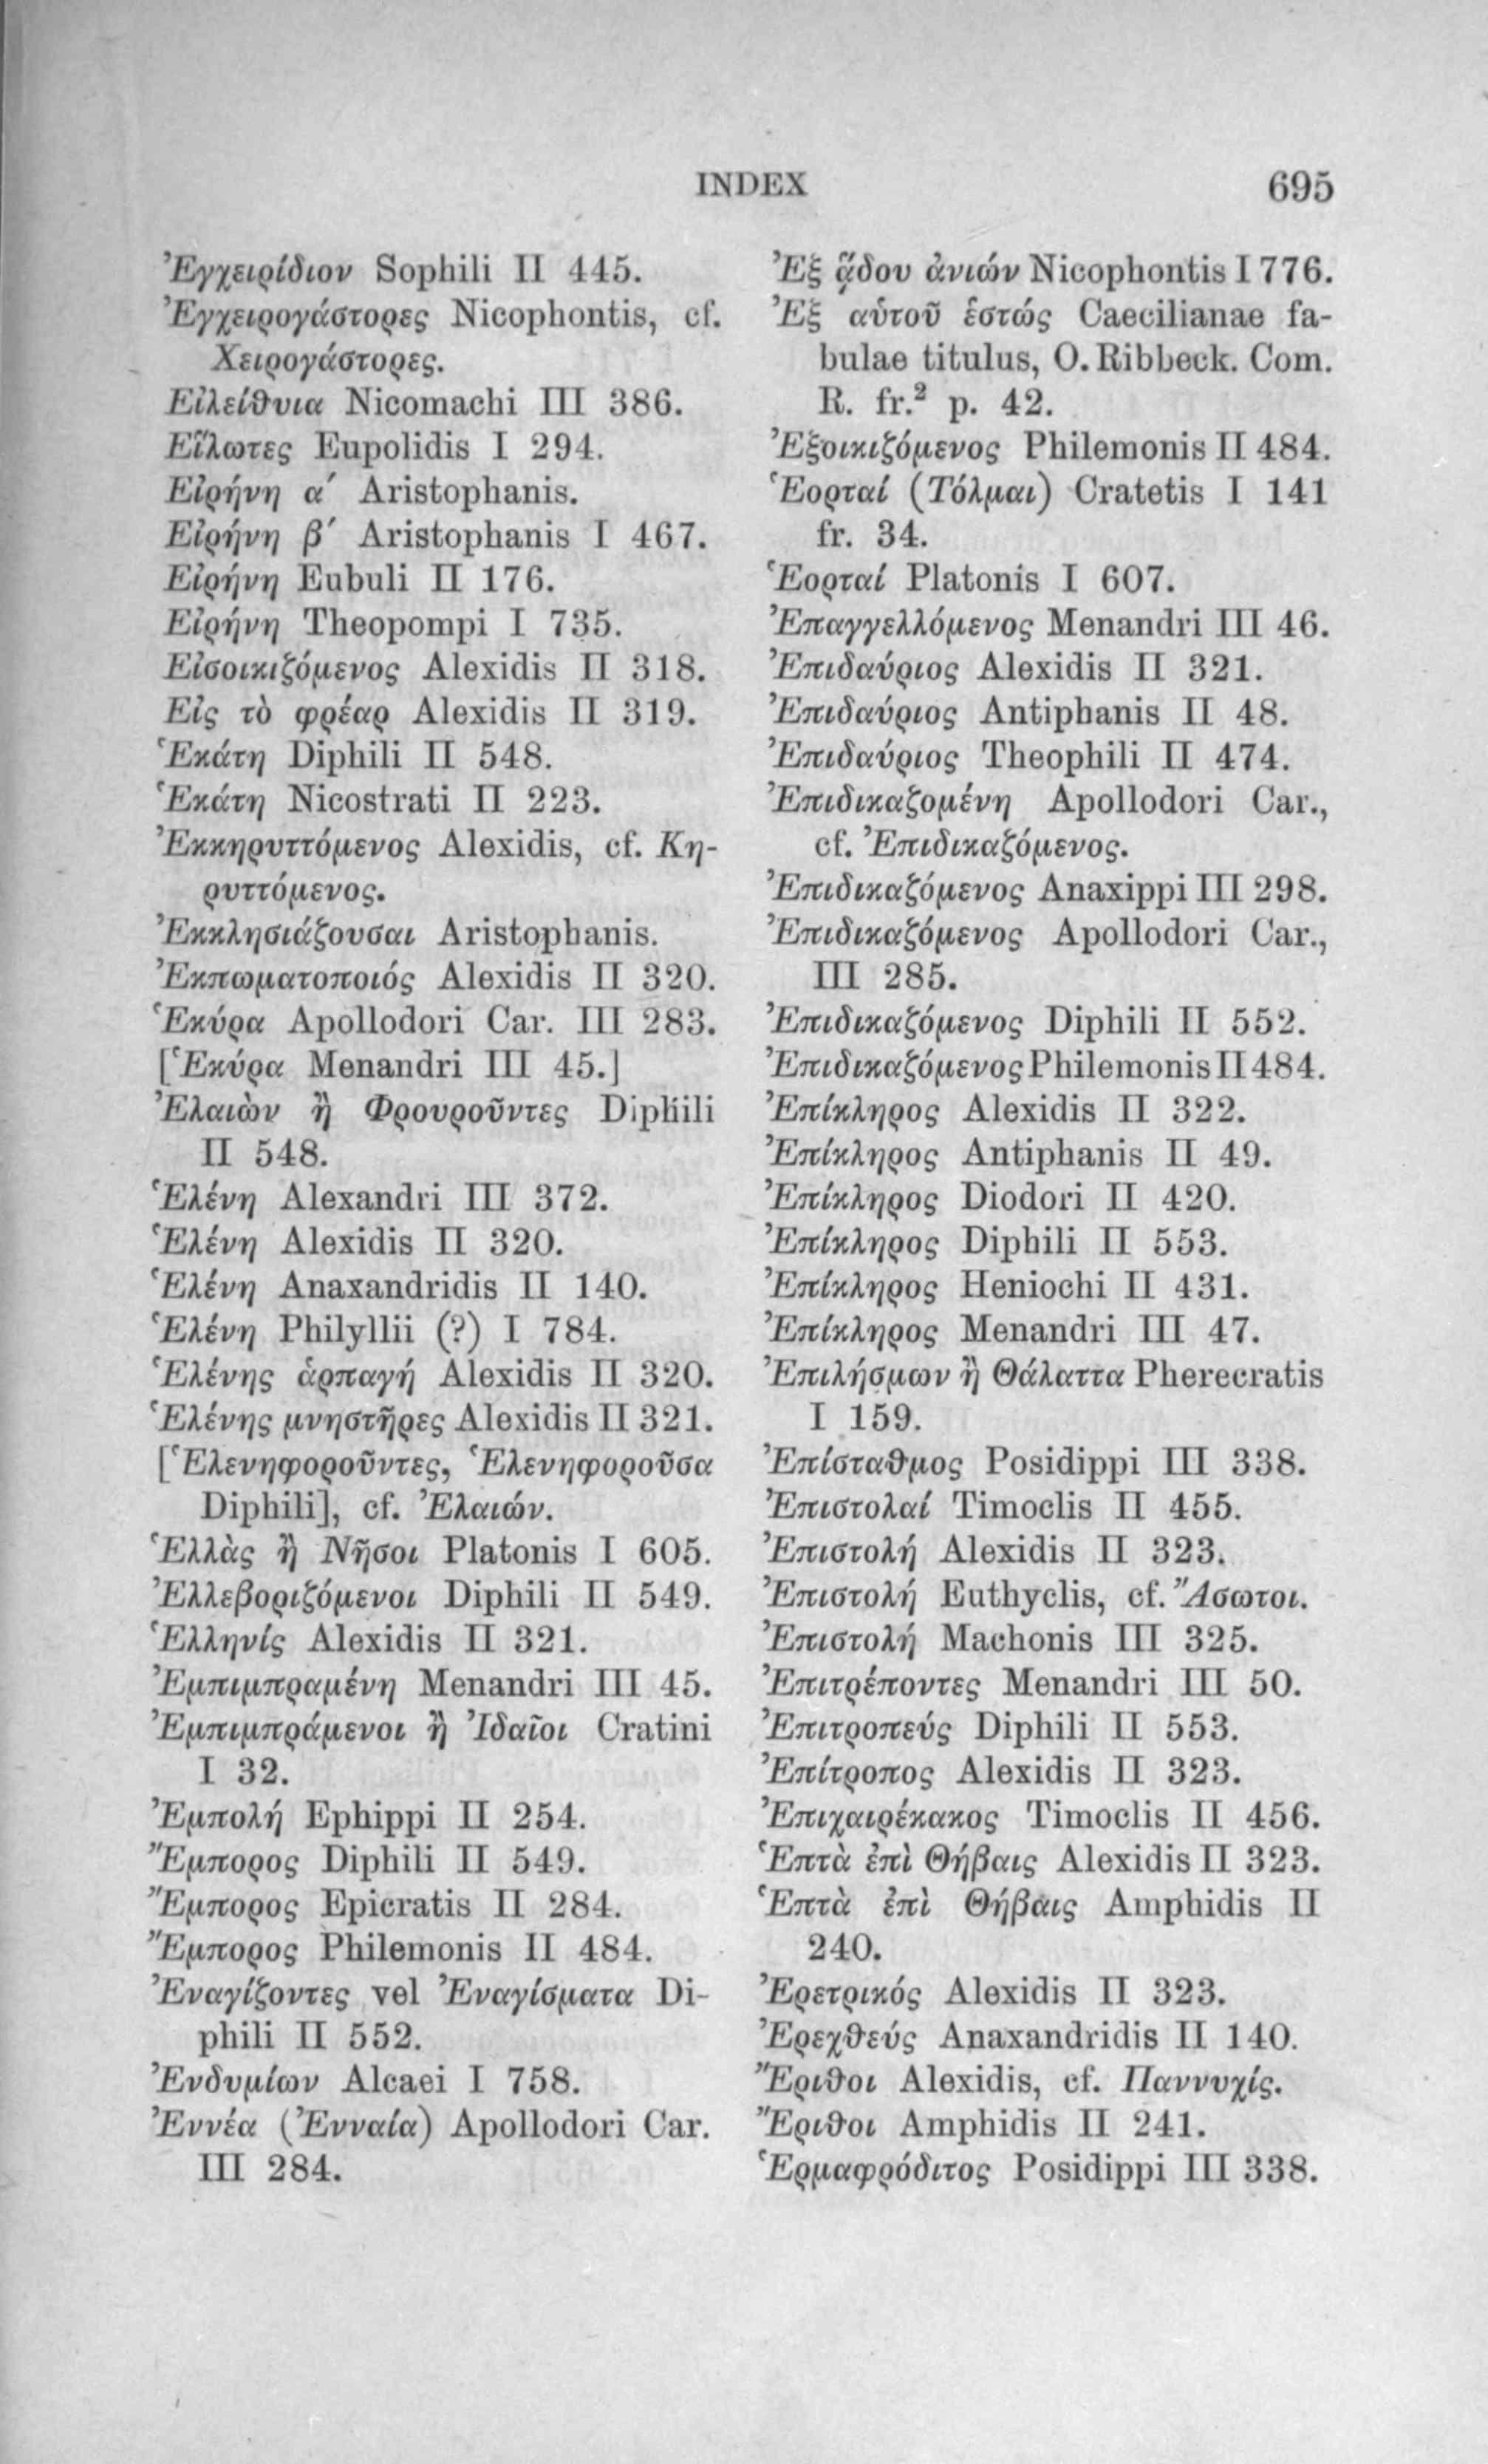 INDEX 695
Ἐγχειρίδιον Sophili II 445.
Ἐγχειρογάστορες Nicophontis, cf.
Χειρογάστορες.
Εἰλείθυια Nicomachi III 386.
Εἵλωτες Eupolidis I 294.
Εἰρήνη α′ Aristophanis.
Εἰρήνη β′ Aristophanis I 467.
Εἰρήνη Eubuli II 176.
Εἰρήνη Theopompi I 735.
Εἰσοικιζόμενος Alexidis II 318.
Εἰς τὸ φρέαρ Alexidis II 319.
Ἑκάτη Diphili II 548.
Ἑκάτη Nicostrati II 223.
Ἐκκηρυττόμενος Alexidis, cf. Κη-
ρυττόμενος.
Ἐκκλησιάζουσαι Aristophanis.
Ἐκπωματοποιός Alexidis II 320.
Ἑκύρα Apollodori Car. III 283.
[Ἑκύρα Menandri III 45.]
Ἐλαιὼν ἢ Φρουροῦντες Diphili
II 548.
Ἑλένη Alexandri III 372.
Ἑλένη Alexidis II 320.
Ἑλένη Anaxandridis II 140.
Ἑλένη Philyllii (?) I 784.
Ἑλένης ἁρπαγή Alexidis II 320.
Ἑλένης μνηστῆρες Alexidis II 321.
[Ἑλενηφοροῦντες, Ἑλενηφοροῦσα
Diphili], cf. Ἐλαιών.
Ἑλλὰς ἢ Νῆσοι Platonis I 605.
Ἐλλεβοριζόμενοι Diphili II 549.
Ἑλληνίς Alexidis II 321.
Ἐμπιμπραμένη Menandri III 45.
Ἐμπιμπράμενοι ἢ Ἰδαῖοι Cratini
I 32.
Ἐμπολή Ephippi II 254.
Ἔμπορος Diphili II 549.
Ἔμπορος Epicratis II 284.
Ἔμπορος Philemonis II 484.
Ἐναγίζοντες vel Ἐναγίσματα Di-
phili II 552.
Ἐνδυμίων Alcaei I 758.
Ἐννέα (Ἐνναία) Apollodori Car.
III 284.
Ἐξ ᾅδου ἀνιών Nicophontis I 776.
Ἐξ αὑτοῦ ἑστώς Caecilianae fa-
bulae titulus, O. Ribbeck. Com.
R. fr.² p. 42.
Ἐξοικιζόμενος Philemonis II 484.
Ἑορταί (Τόλμαι) Cratetis I 141
fr. 34.
Ἑορταί Platonis I 607.
Ἐπαγγελλόμενος Menandri III 46.
Ἐπιδαύριος Alexidis II 321.
Ἐπιδαύριος Antiphanis II 48.
Ἐπιδαύριος Theophili II 474.
Ἐπιδικαζομένη Apollodori Car.,
cf. Ἐπιδικαζόμενος.
Ἐπιδικαζόμενος Anaxippi III 298.
Ἐπιδικαζόμενος Apollodori Car.,
III 285.
Ἐπιδικαζόμενος Diphili II 552.
Ἐπιδικαζόμενος Philemonis II 484.
Ἐπίκληρος Alexidis II 322.
Ἐπίκληρος Antiphanis II 49.
Ἐπίκληρος Diodori II 420.
Ἐπίκληρος Diphili II 553.
Ἐπίκληρος Heniochi II 431.
Ἐπίκληρος Menandri III 47.
Ἐπιλήσμων ἢ Θάλαττα Pherecratis
I 159.
Ἐπίσταθμος Posidippi III 338.
Ἐπιστολαί Timoclis II 455.
Ἐπιστολή Alexidis II 323.
Ἐπιστολή Euthyclis, cf. Ἄσωτοι.
Ἐπιστολή Machonis III 325.
Ἐπιτρέποντες Menandri III 50.
Ἐπιτροπεύς Diphili II 553.
Ἐπίτροπος Alexidis II 323.
Ἐπιχαιρέκακος Timoclis II 456.
Ἑπτὰ ἐπὶ Θήβαις Alexidis II 323.
Ἑπτὰ ἐπὶ Θήβαις Amphidis II
240.
Ἐρετρικός Alexidis II 323.
Ἐρεχθεύς Anaxandridis II 140.
Ἔριθοι Alexidis, cf. Παννυχίς.
Ἔριθοι Amphidis II 241.
Ἑρμαφρόδιτος Posidippi III 338.